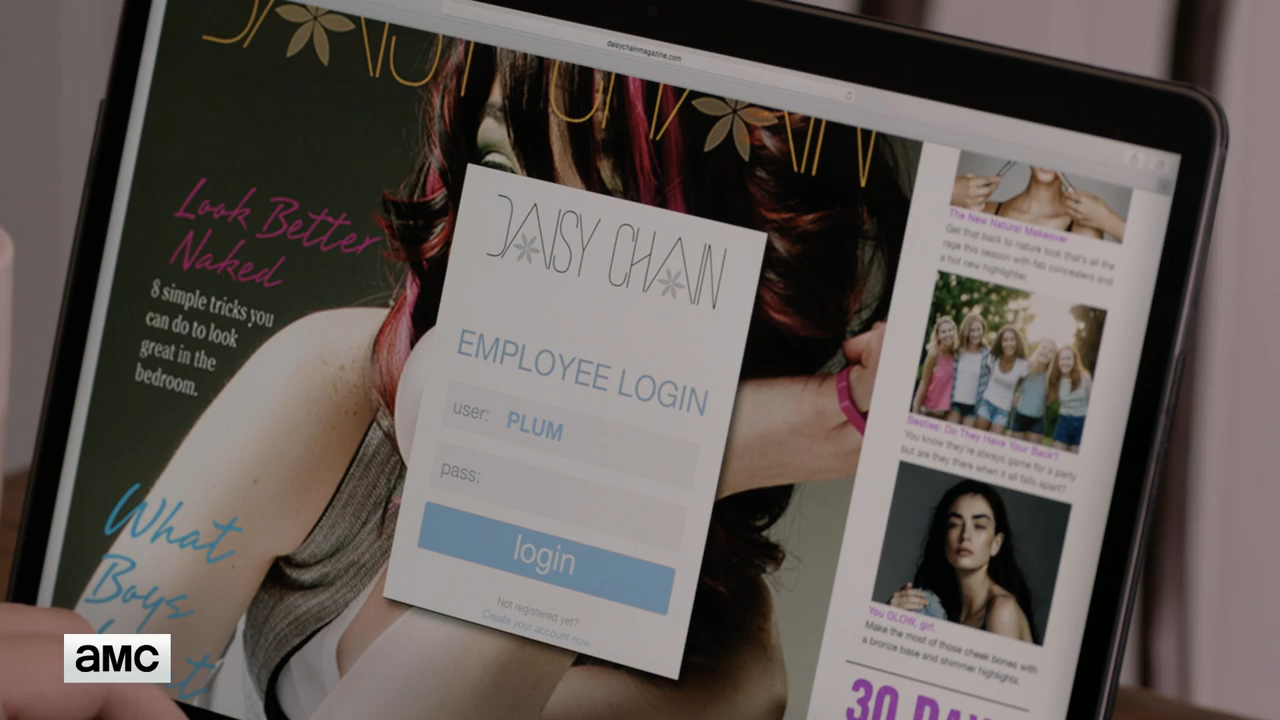 daisychainmagazine.com
DAISY CHAIN
Look Better
Naked
8 simple tricks you
can do to look
great in the
bedroom.
What
Boys
DAISY CHAIN
EMPLOYEE LOGIN
user: PLUM
pass:
login
Not registered yet?
Create your account now.
The New Natural Makeover
Get that back to nature look that's all the
rage this season with fab concealers and
a hot new highlighter.
Besties: Do They Have Your Back?
You know they're always game for a party
but are they there when it all falls apart?
You GLOW, girl.
Make the most of those cheek bones with
a bronze base and shimmer highlights.
30
aMC